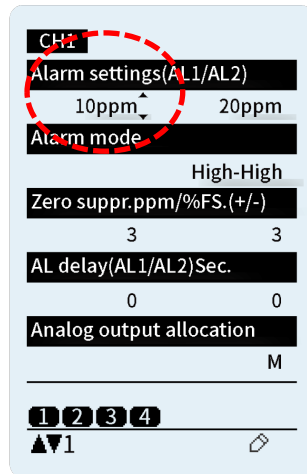 CH1
Alarm settings(AL1/AL2)
10ppm 20ppm
Alarm mode
High-High
Zero suppr.ppm/%FS.(+/-)
3 3
AL delay(AL1/AL2)Sec.
0 0
Analog output allocation
M
1 2 3 4
▲▼1